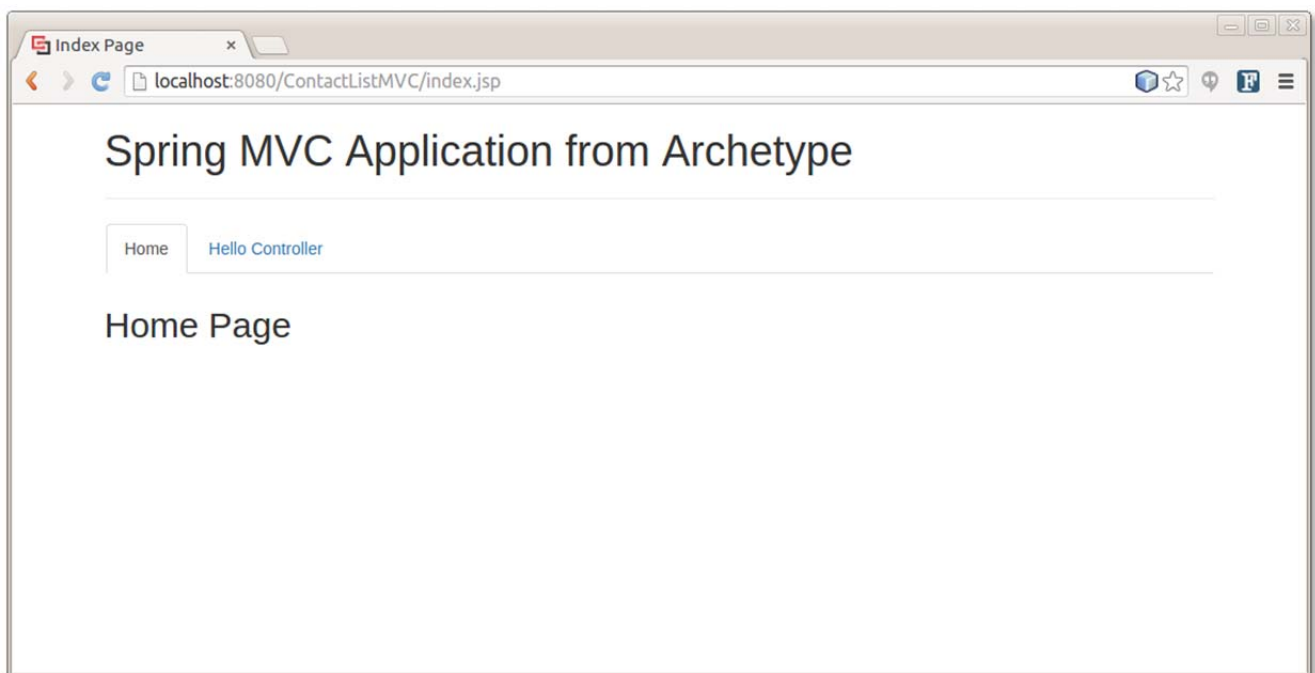 Index Page
localhost:8080/ContactListMVC/index.jsp
Spring MVC Application from Archetype
Home Hello Controller
Home Page